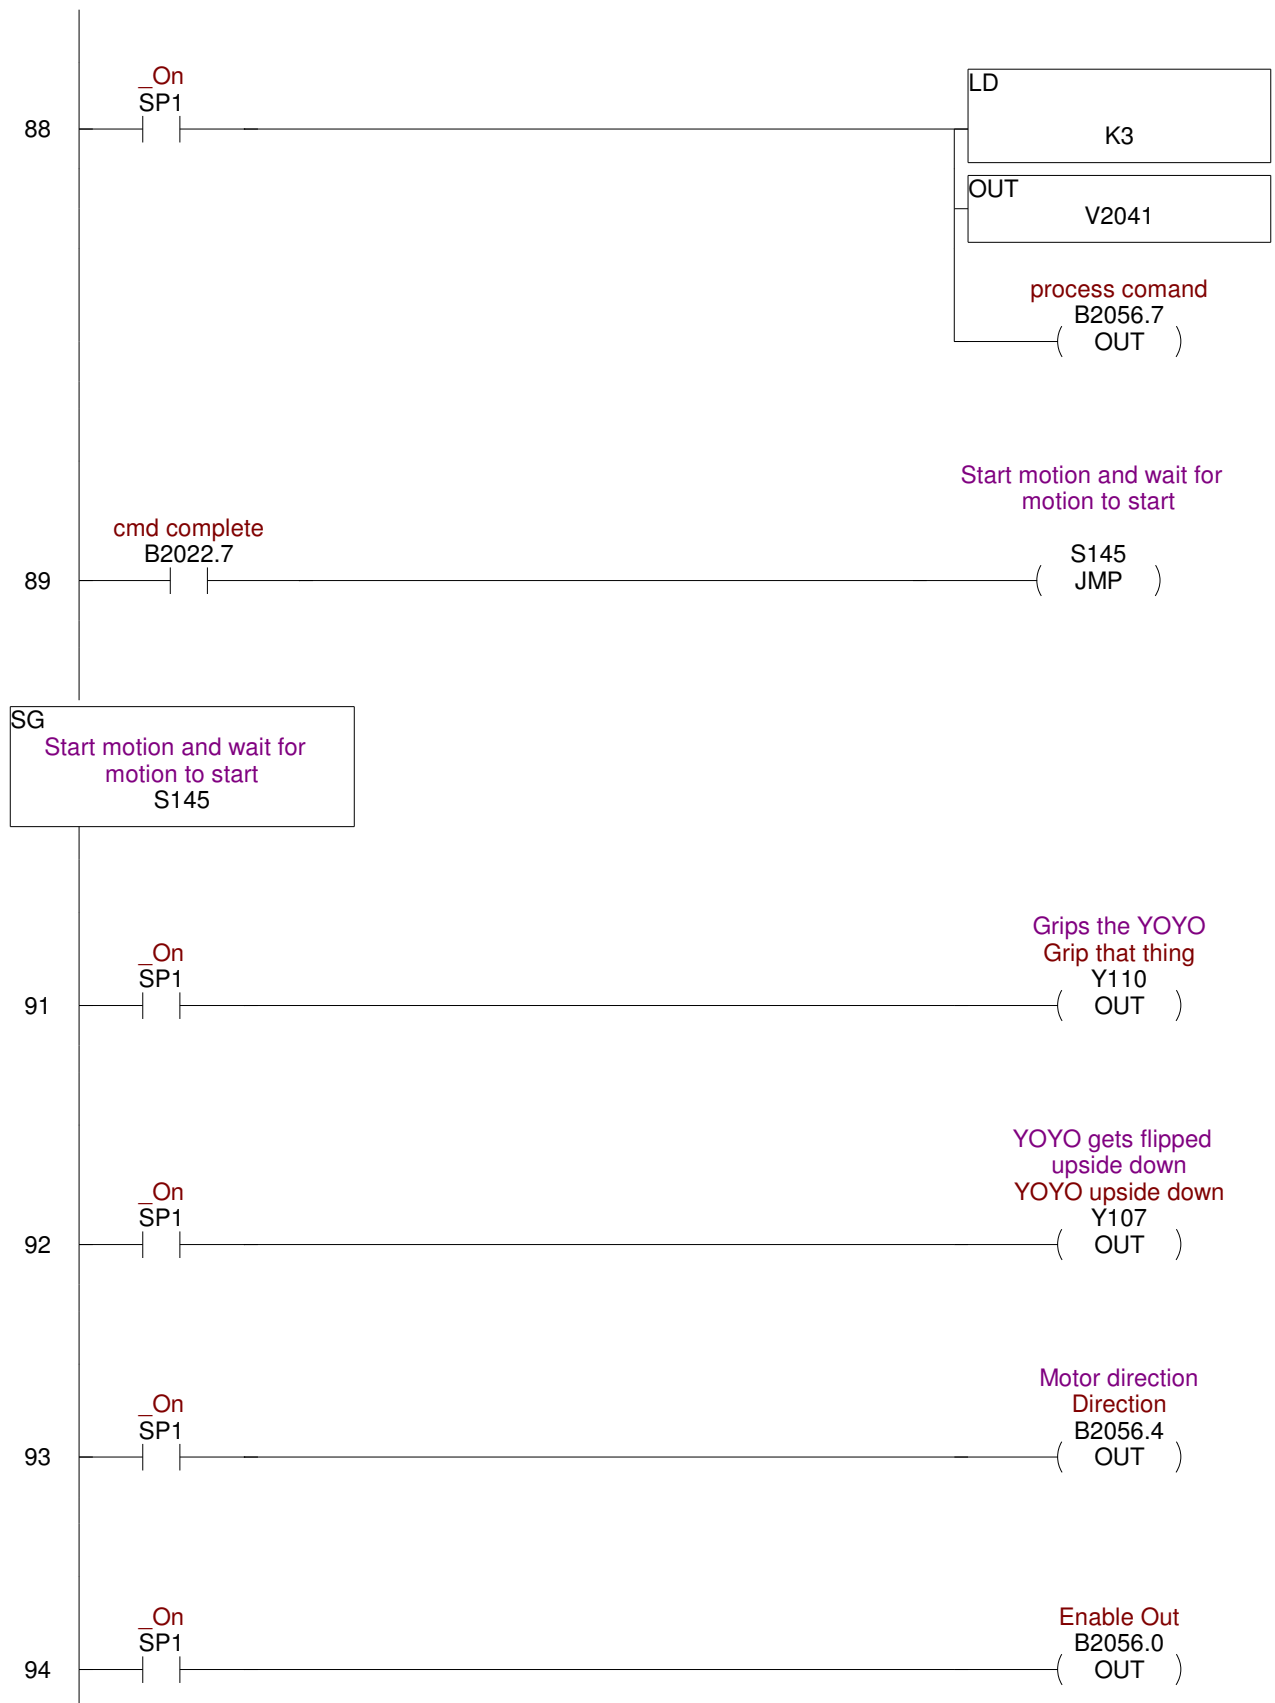 _On
SP1
88
LD
K3
OUT
V2041
process comand
B2056.7
OUT
Start motion and wait for
motion to start
cmd complete
B2022.7
89
S145
JMP
SG
Start motion and wait for
motion to start
S145
_On
SP1
91
Grips the YOYO
Grip that thing
Y110
OUT
_On
SP1
92
YOYO gets flipped
upside down
YOYO upside down
Y107
OUT
_On
SP1
93
Motor direction
Direction
B2056.4
OUT
_On
SP1
94
Enable Out
B2056.0
OUT